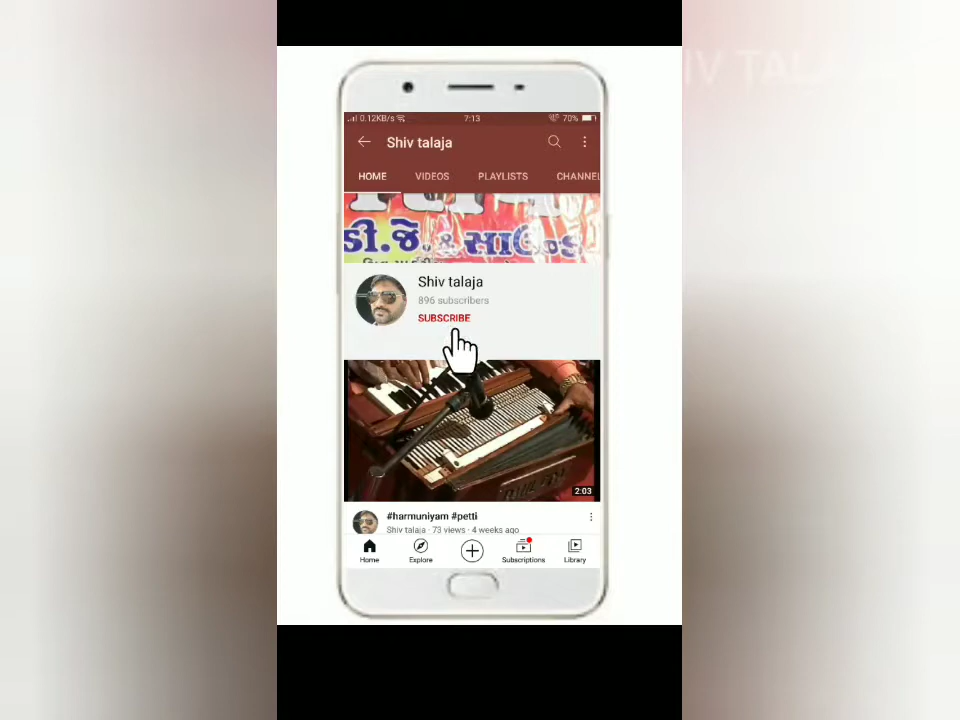 0.12KB/s 7:13 70%
Shiv talaja
HOME VIDEOS PLAYLISTS CHANNEL
ડી.જે. & સાઉન્ડ
Shiv talaja
896 subscribers
SUBSCRIBE
2:03
#harmuniyam #petti
Shiv talaja · 73 views · 4 weeks ago
Home Explore Subscriptions Library